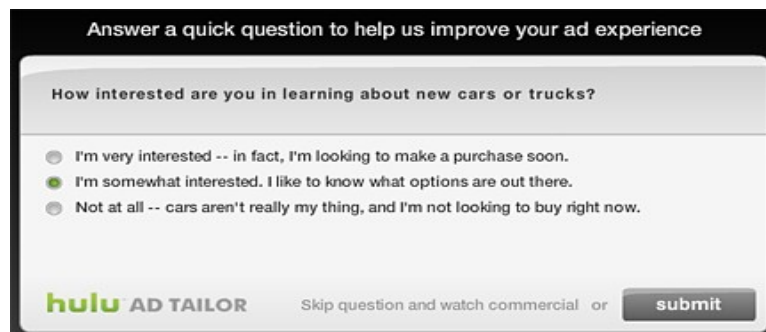 Answer a quick question to help us improve your ad experience
How interested are you in learning about new cars or trucks?
I'm very interested -- in fact, I'm looking to make a purchase soon.
I'm somewhat interested. I like to know what options are out there.
Not at all -- cars aren't really my thing, and I'm not looking to buy right now.
hulu AD TAILOR Skip question and watch commercial or submit